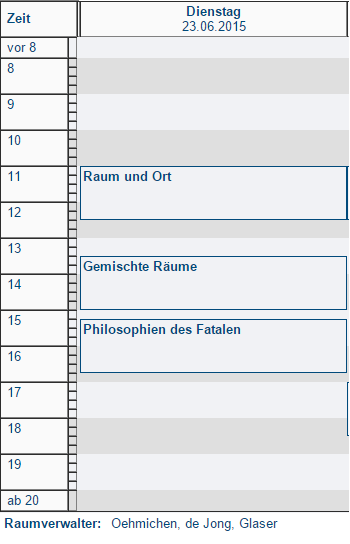 Zeit
Dienstag
23.06.2015
vor 8
8
9
10
11
Raum und Ort
12
13
Gemischte Räume
14
15
Philosophien des Fatalen
16
17
18
19
ab 20
Raumverwalter: Oehmichen, de Jong, Glaser